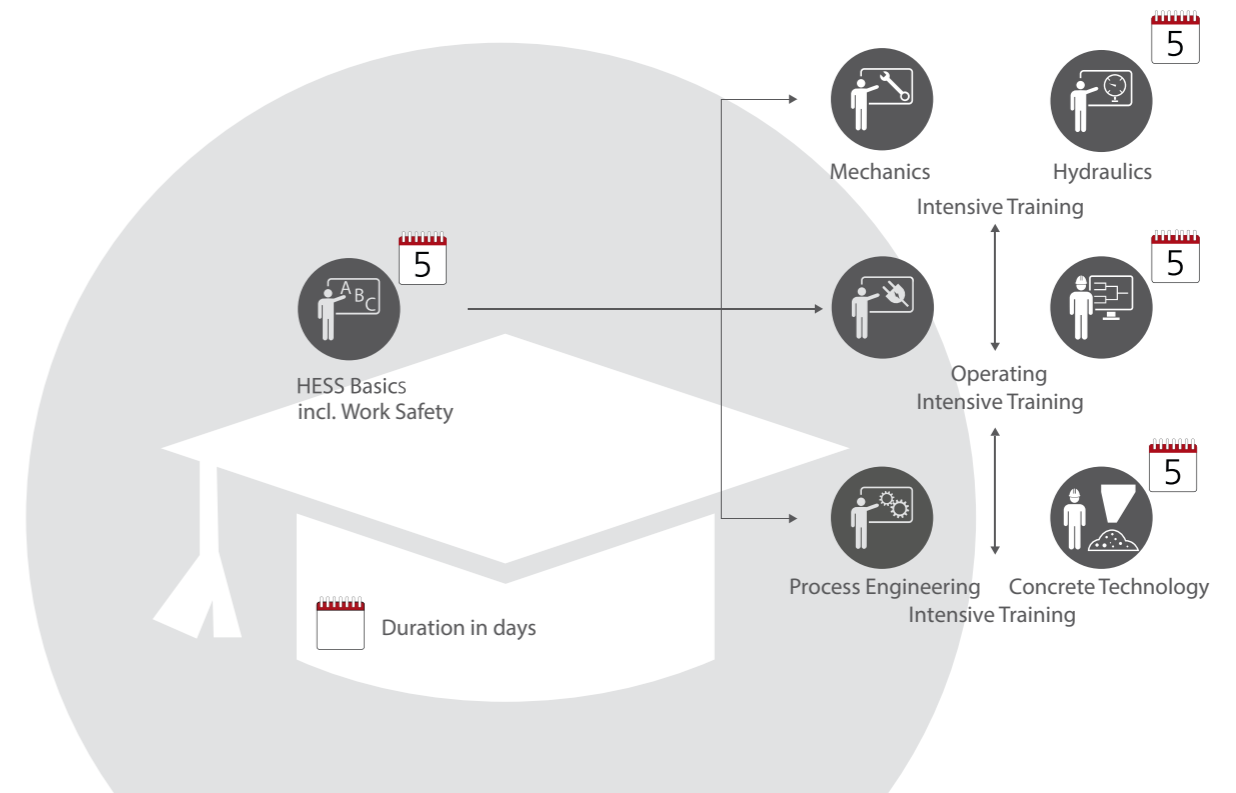 5
Mechanics
Hydraulics
Intensive Training
5
A B C
HESS Basics
incl. Work Safety
5
Operating
Intensive Training
5
Process Engineering
Concrete Technology
Intensive Training
Duration in days